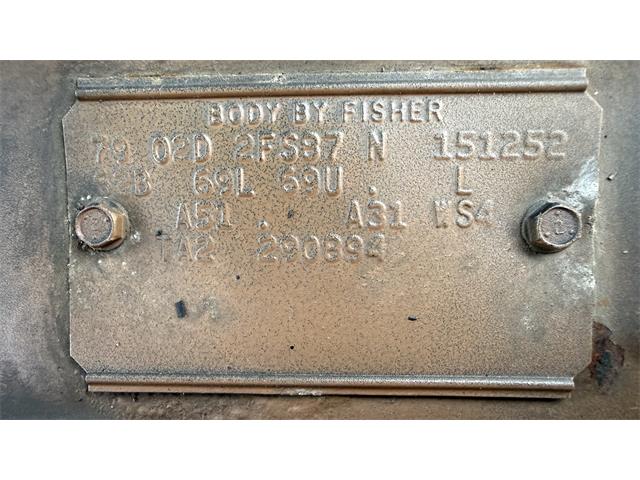 BODY BY FISHER
79 02D 2FS87 N 151252
B 69L 69U . L
A51 . A31 WS4
TA2 290894